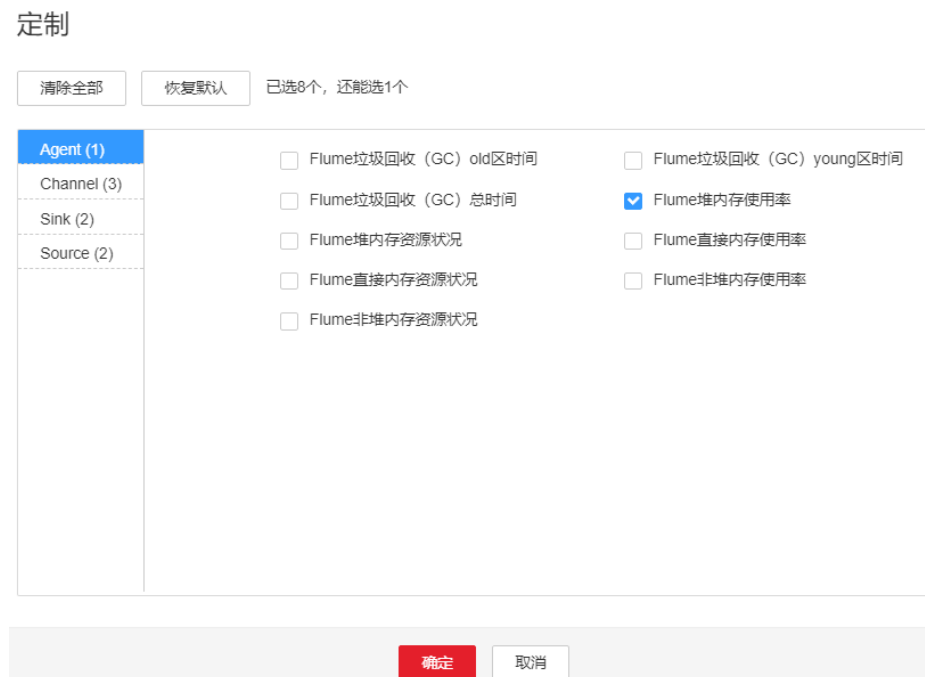 定制
清除全部 恢复默认 已选8个，还能选1个
Agent (1)
Channel (3)
Sink (2)
Source (2)
Flume垃圾回收（GC）old区时间 Flume垃圾回收（GC）young区时间
Flume垃圾回收（GC）总时间 Flume堆内存使用率
Flume堆内存资源状况 Flume直接内存使用率
Flume直接内存资源状况 Flume非堆内存使用率
Flume非堆内存资源状况
确定 取消